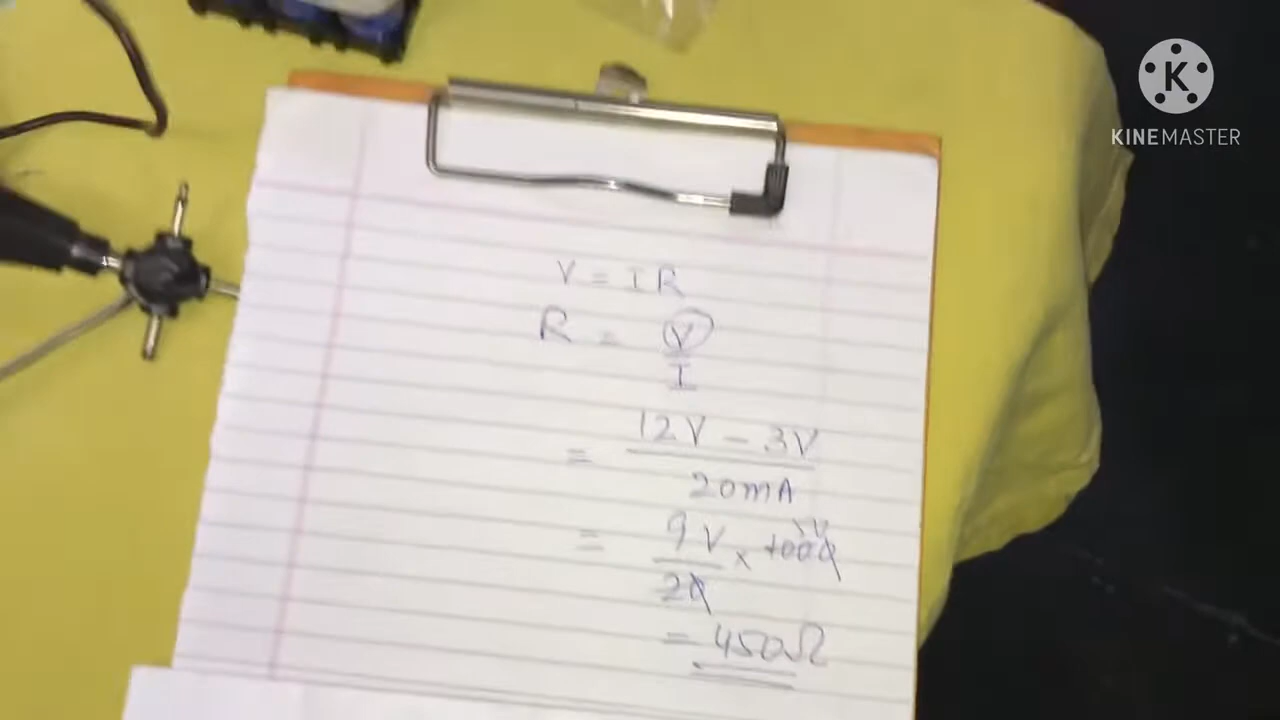 KINEMASTER
V = IR
R = V
I
= 12V - 3V
20mA
= 9V x 1000
20
= 450Ω